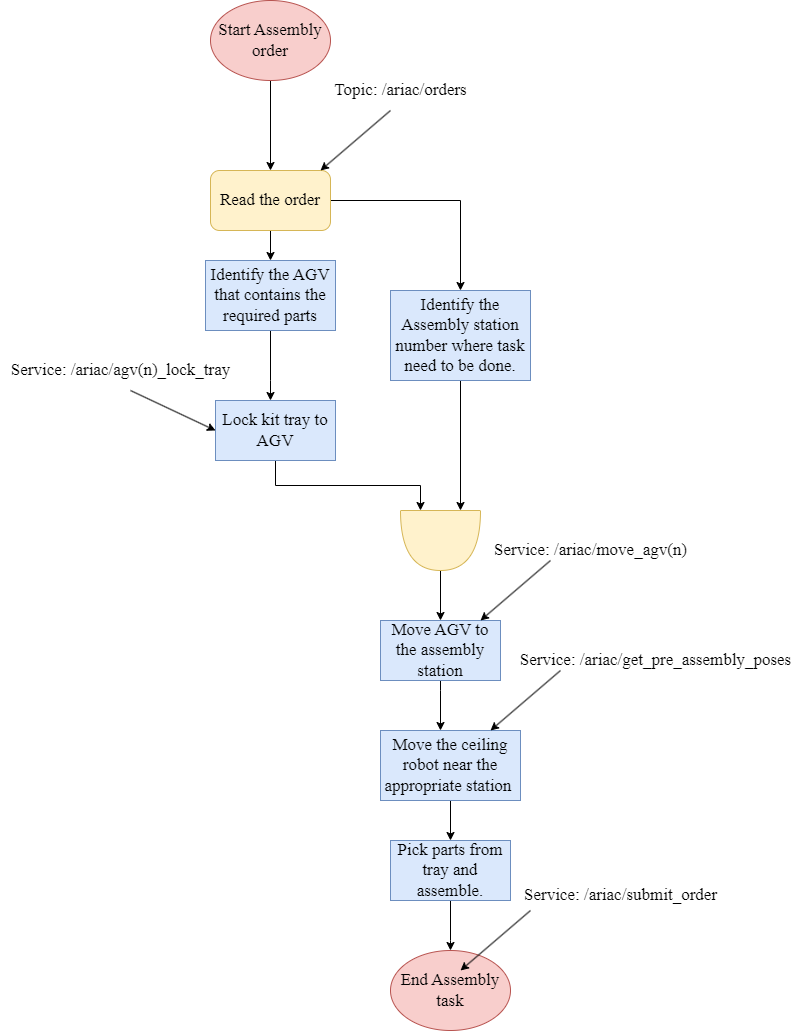 Start Assembly
order
Topic: /ariac/orders
Read the order
Identify the AGV
that contains the
required parts
Identify the
Assembly station
number where task
need to be done.
Service: /ariac/agv(n)_lock_tray
Lock kit tray to
AGV
Service: /ariac/move_agv(n)
Move AGV to
the assembly
station
Service: /ariac/get_pre_assembly_poses
Move the ceiling
robot near the
appropriate station
Pick parts from
tray and
assemble.
Service: /ariac/submit_order
End Assembly
task